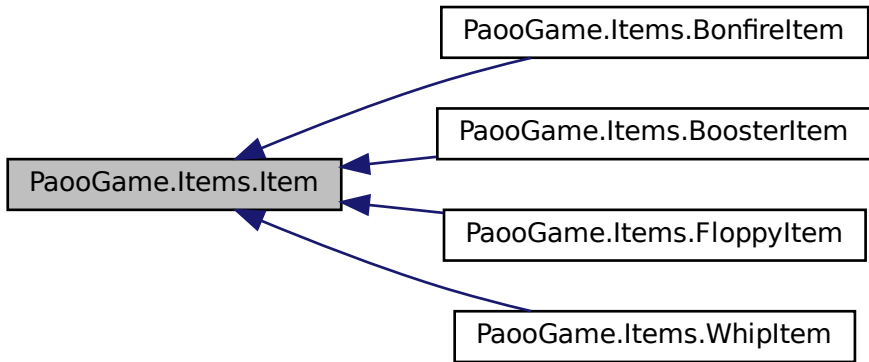 PaooGame.Items.BonfireItem
PaooGame.Items.BoosterItem
PaooGame.Items.Item
PaooGame.Items.FloppyItem
PaooGame.Items.WhipItem